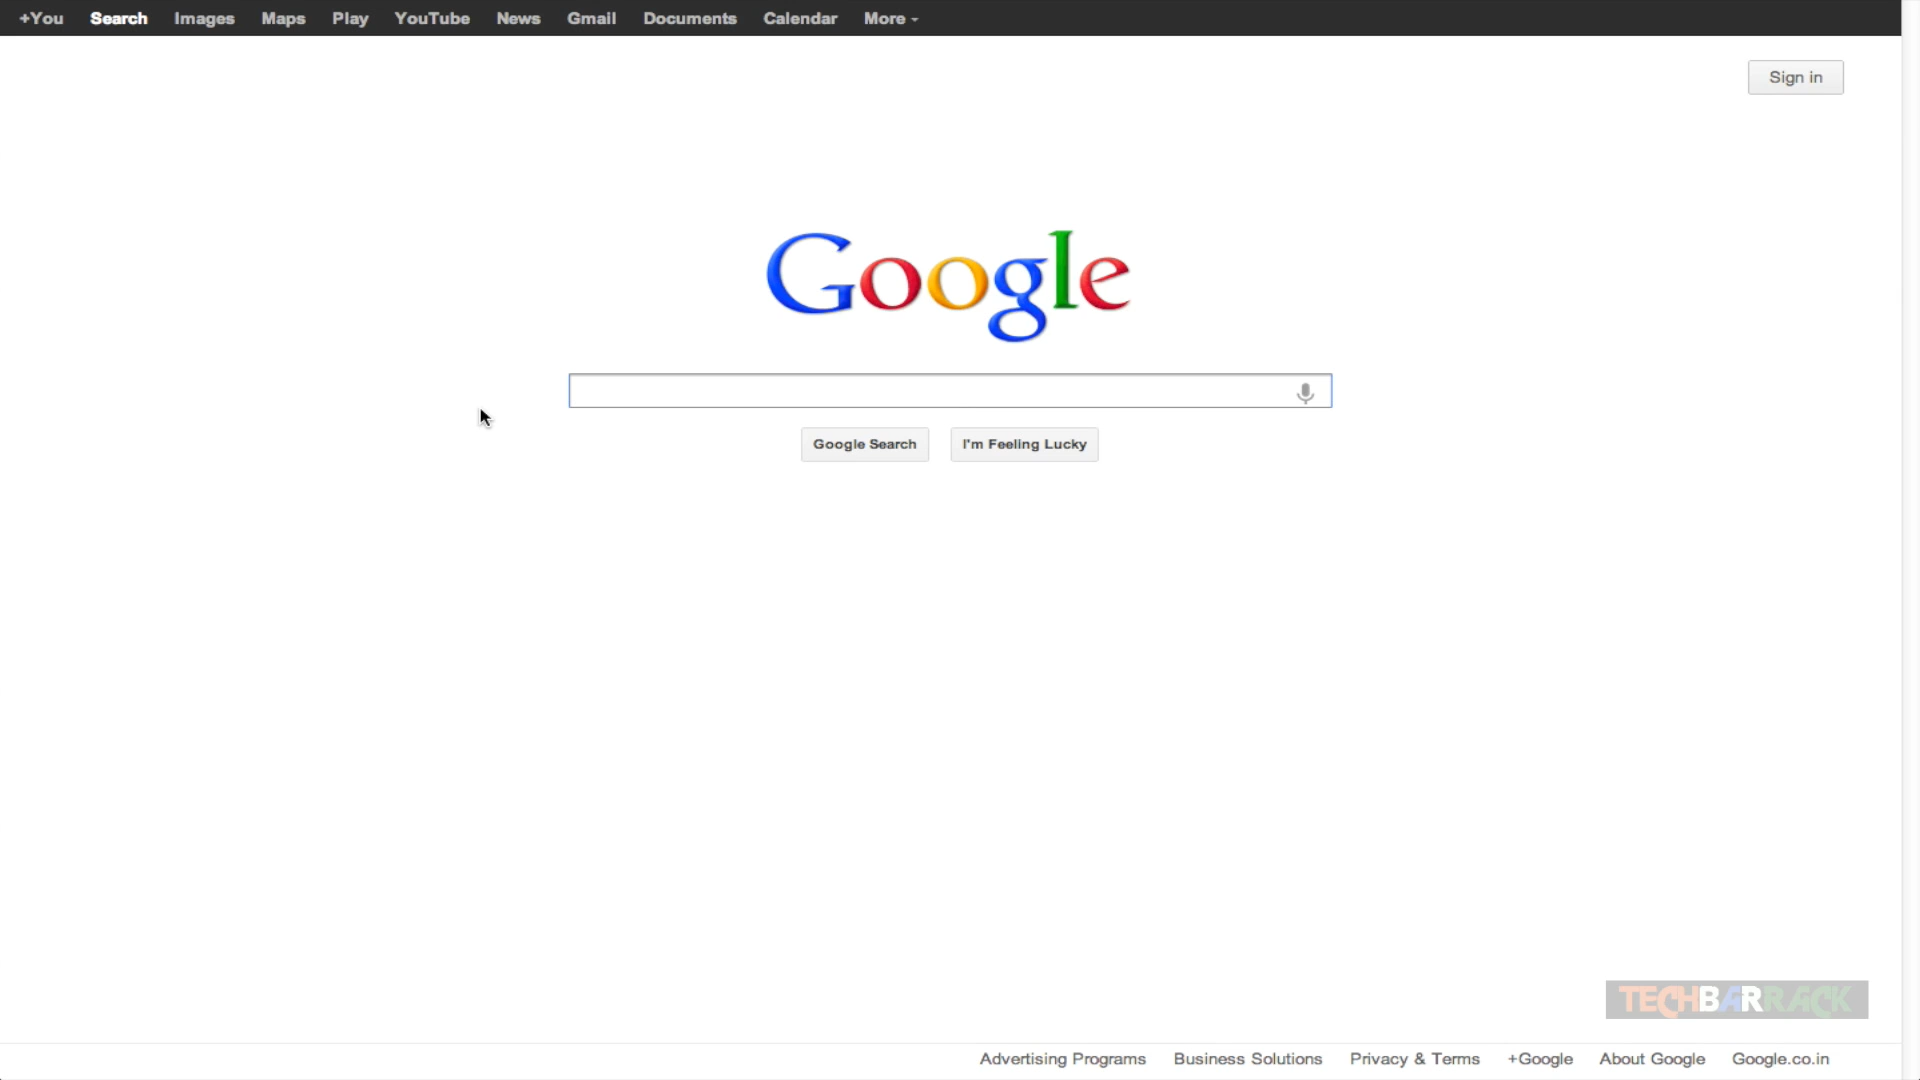 +You Search Images Maps Play YouTube News Gmail Documents Calendar More
Sign in
Google
Google Search I'm Feeling Lucky
TECHBARRACK
Advertising Programs Business Solutions Privacy & Terms +Google About Google Google.co.in